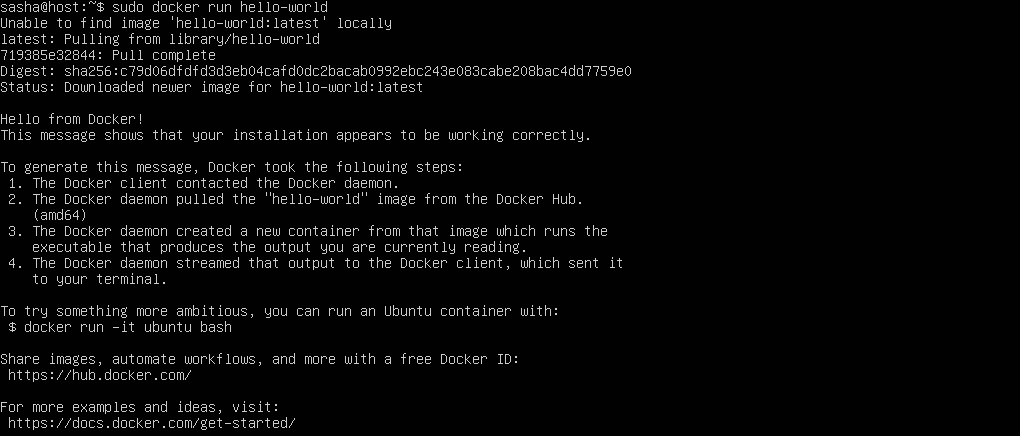 sasha@host:~$ sudo docker run hello-world
Unable to find image 'hello-world:latest' locally
latest: Pulling from library/hello-world
719385e32844: Pull complete
Digest: sha256:c79d06dfdfd3d3eb04cafd0dc2bacab0992ebc243e083cabe208bac4dd7759e0
Status: Downloaded newer image for hello-world:latest

Hello from Docker!
This message shows that your installation appears to be working correctly.

To generate this message, Docker took the following steps:
 1. The Docker client contacted the Docker daemon.
 2. The Docker daemon pulled the "hello-world" image from the Docker Hub.
    (amd64)
 3. The Docker daemon created a new container from that image which runs the
    executable that produces the output you are currently reading.
 4. The Docker daemon streamed that output to the Docker client, which sent it
    to your terminal.

To try something more ambitious, you can run an Ubuntu container with:
 $ docker run -it ubuntu bash

Share images, automate workflows, and more with a free Docker ID:
 https://hub.docker.com/

For more examples and ideas, visit:
 https://docs.docker.com/get-started/